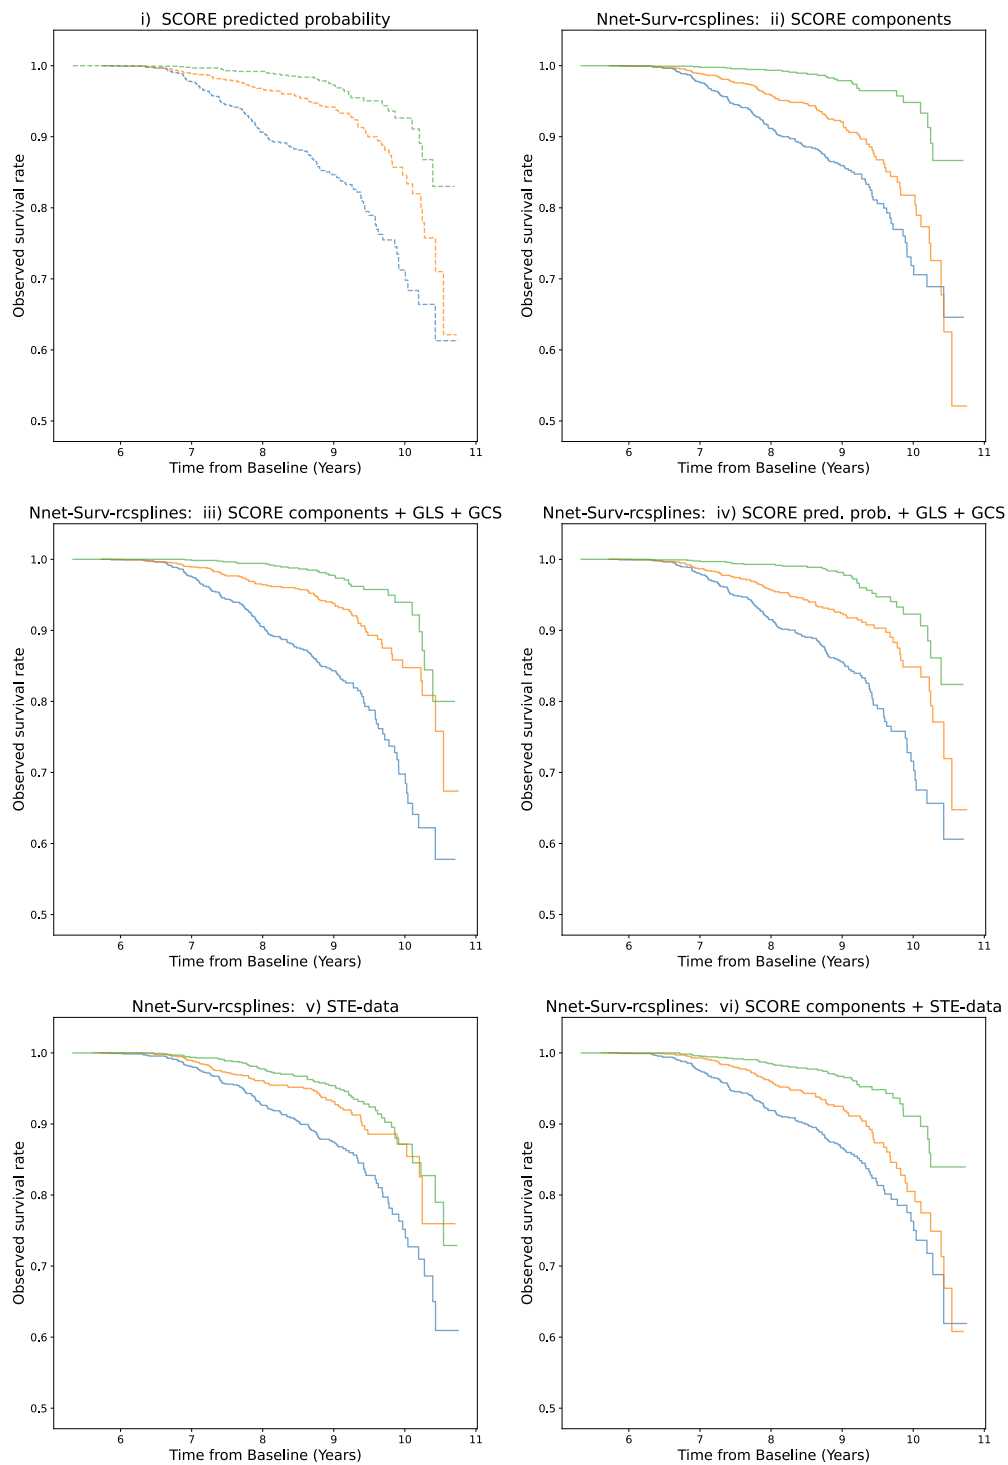 i)  SCORE predicted probability
1.0
0.9
0.8
0.7
0.6
0.5
Observed survival rate
6 7 8 9 10 11
Time from Baseline (Years)
Nnet-Surv-rcsplines:  ii) SCORE components
1.0
0.9
0.8
0.7
0.6
0.5
Observed survival rate
6 7 8 9 10 11
Time from Baseline (Years)
Nnet-Surv-rcsplines:  iii) SCORE components + GLS + GCS
1.0
0.9
0.8
0.7
0.6
0.5
Observed survival rate
6 7 8 9 10 11
Time from Baseline (Years)
Nnet-Surv-rcsplines:  iv) SCORE pred. prob. + GLS + GCS
1.0
0.9
0.8
0.7
0.6
0.5
Observed survival rate
6 7 8 9 10 11
Time from Baseline (Years)
Nnet-Surv-rcsplines:  v) STE-data
1.0
0.9
0.8
0.7
0.6
0.5
Observed survival rate
6 7 8 9 10 11
Time from Baseline (Years)
Nnet-Surv-rcsplines:  vi) SCORE components + STE-data
1.0
0.9
0.8
0.7
0.6
0.5
Observed survival rate
6 7 8 9 10 11
Time from Baseline (Years)